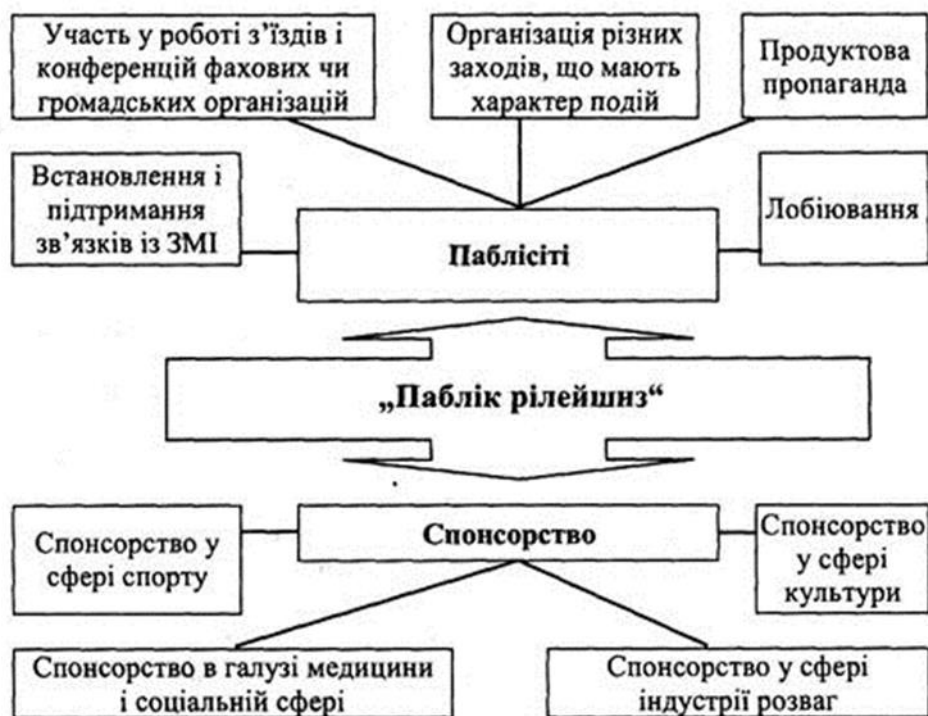 Участь у роботі з’їздів і
конференцій фахових чи
громадських організацій
Організація різних
заходів, що мають
характер подій
Продуктова
пропаганда
Встановлення і
підтримання
зв’язків із ЗМІ
Паблісіті
Лобіювання
„Паблік рілейшиз“
Спонсорство у
сфері спорту
Спонсорство
Спонсорство
у сфері
культури
Спонсорство в галузі медицини
і соціальній сфері
Спонсорство у сфері
індустрії розваг